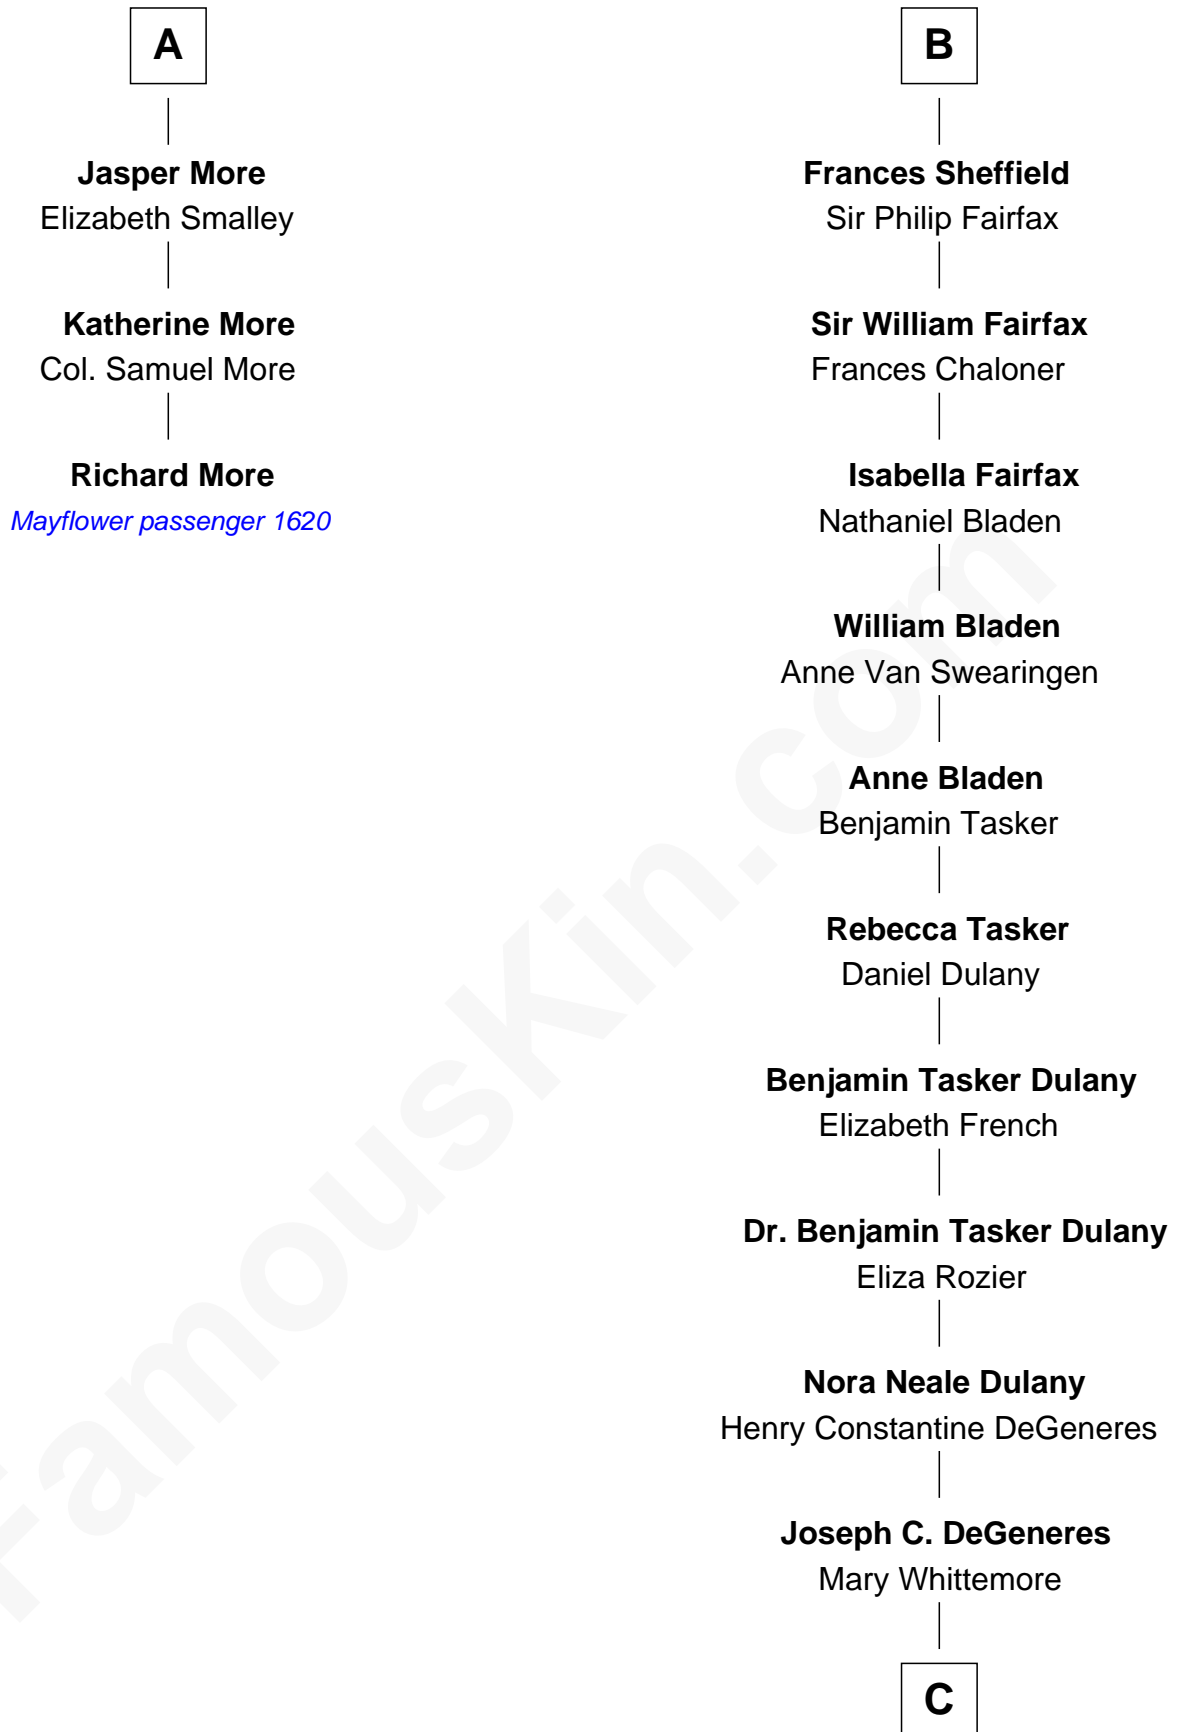 A
Jasper More
Elizabeth Smalley
Katherine More
Col. Samuel More
Richard More
Mayflower passenger 1620
B
Frances Sheffield
Sir Philip Fairfax
Sir William Fairfax
Frances Chaloner
Isabella Fairfax
Nathaniel Bladen
William Bladen
Anne Van Swearingen
Anne Bladen
Benjamin Tasker
Rebecca Tasker
Daniel Dulany
Benjamin Tasker Dulany
Elizabeth French
Dr. Benjamin Tasker Dulany
Eliza Rozier
Nora Neale Dulany
Henry Constantine DeGeneres
Joseph C. DeGeneres
Mary Whittemore
C
FamousKin.com